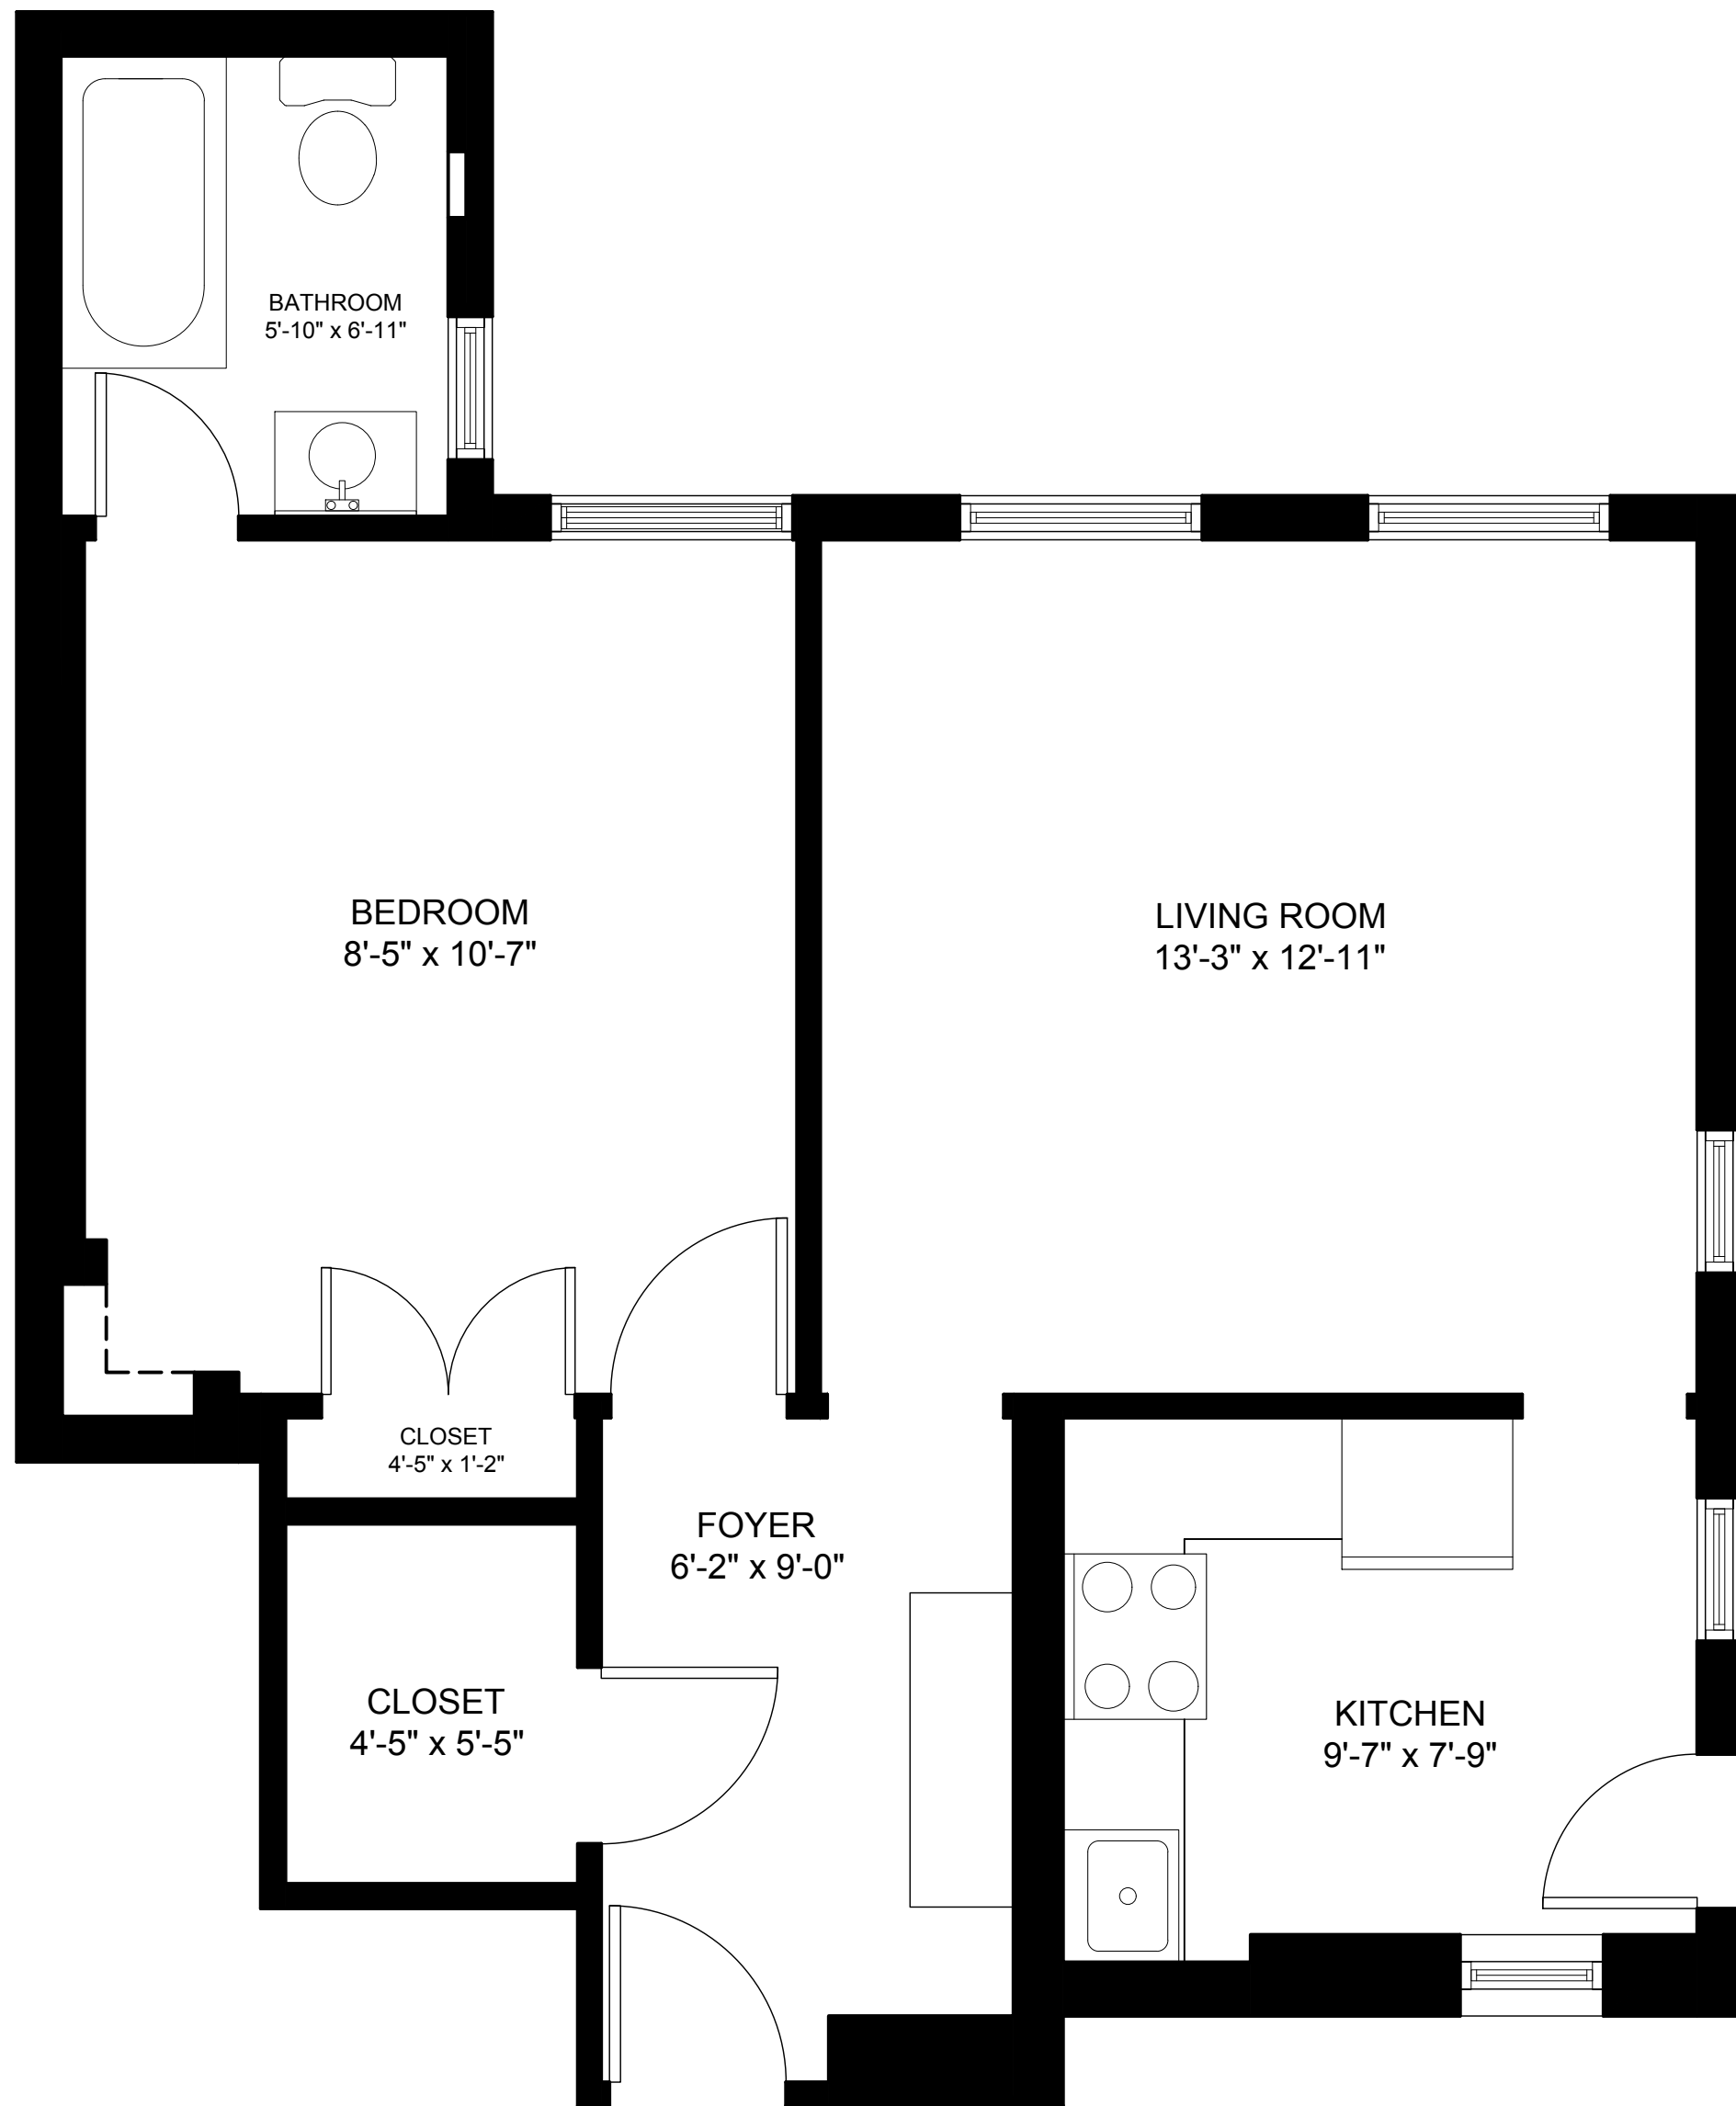 BATHROOM
5'-10" x 6'-11"
BEDROOM
8'-5" x 10'-7"
LIVING ROOM
13'-3" x 12'-11"
CLOSET
4'-5" x 1'-2"
FOYER
6'-2" x 9'-0"
CLOSET
4'-5" x 5'-5"
KITCHEN
9'-7" x 7'-9"